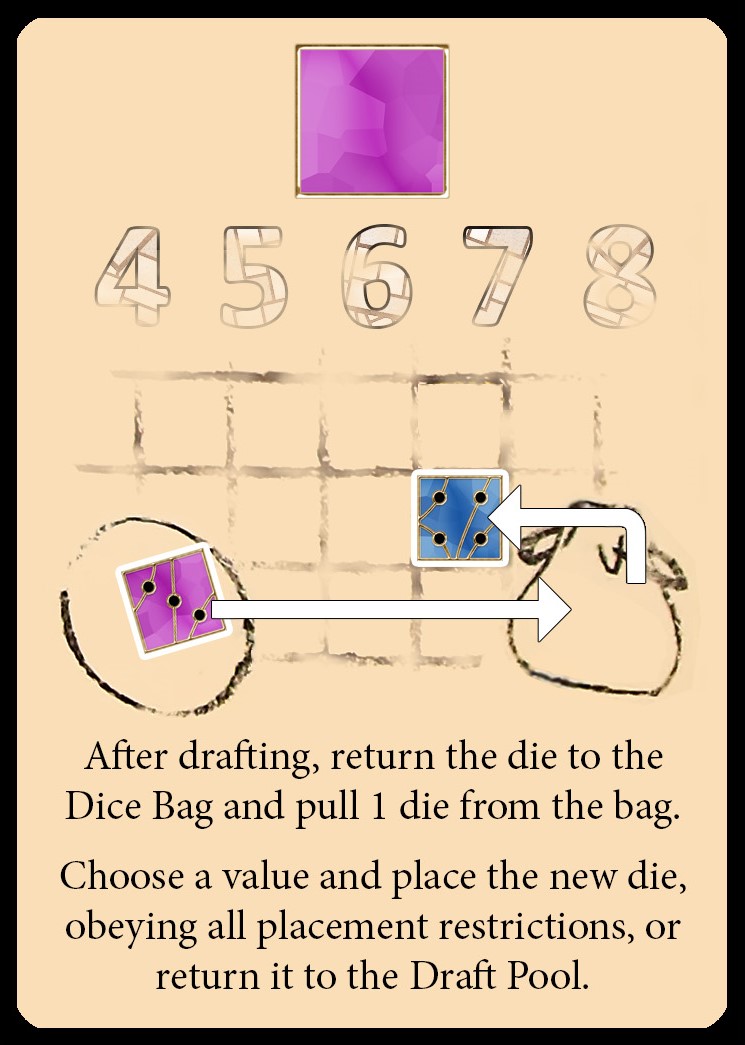 4 5 6 7 8
After drafting, return the die to the
Dice Bag and pull 1 die from the bag.
Choose a value and place the new die,
obeying all placement restrictions, or
return it to the Draft Pool.